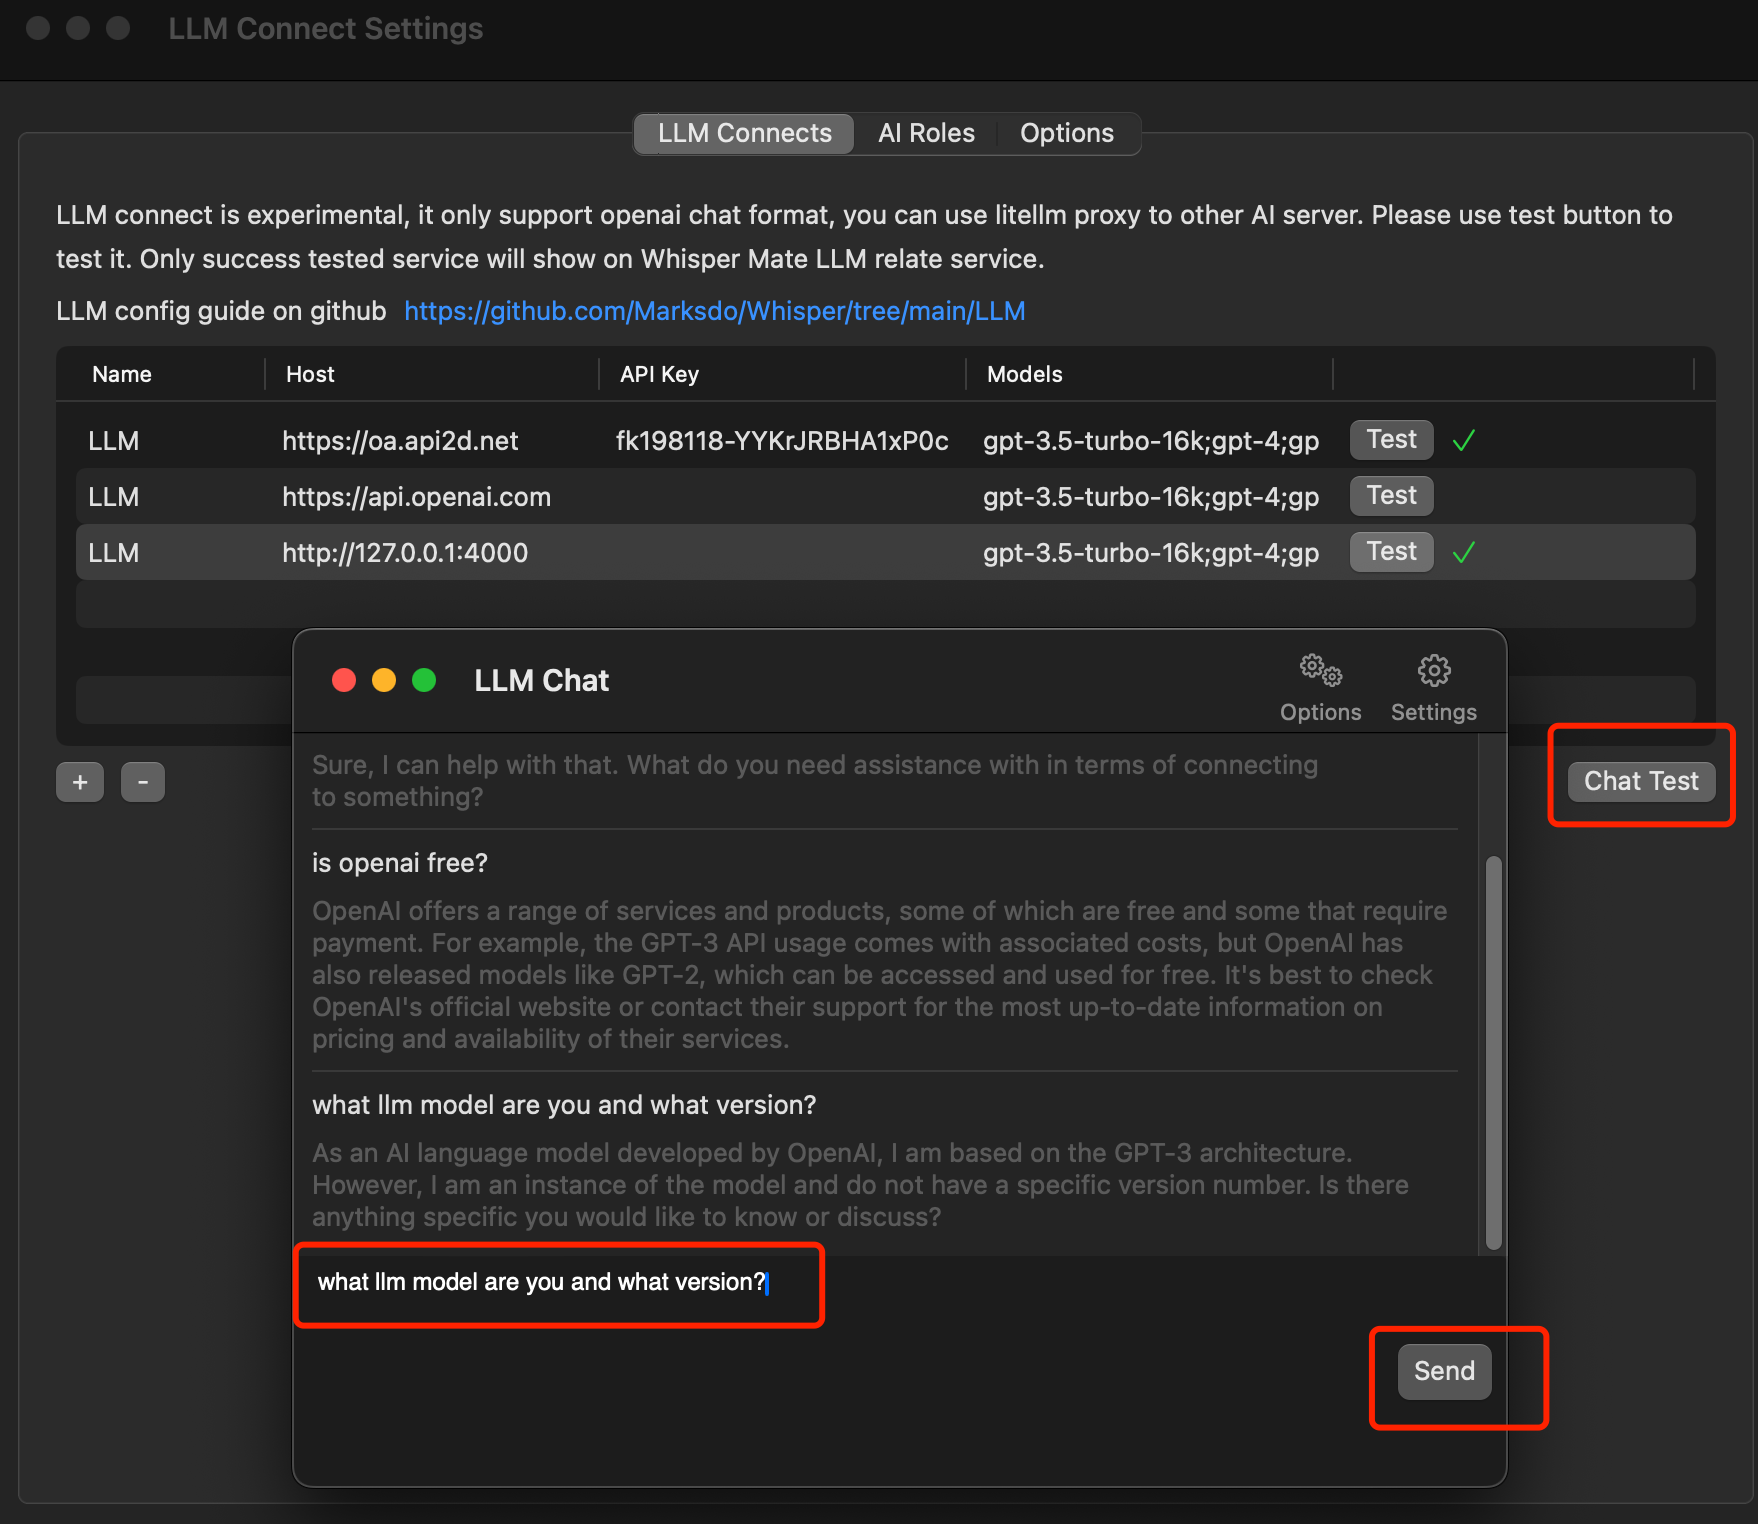 LLM Connect Settings
LLM Connects AI Roles Options
LLM connect is experimental, it only support openai chat format, you can use litellm proxy to other AI server. Please use test button to
test it. Only success tested service will show on Whisper Mate LLM relate service.
LLM config guide on github https://github.com/Marksdo/Whisper/tree/main/LLM
Name Host API Key Models
LLM https://oa.api2d.net fk198118-YYKrJRBHA1xP0c gpt-3.5-turbo-16k;gpt-4;gp Test
LLM https://api.openai.com gpt-3.5-turbo-16k;gpt-4;gp Test
LLM http://127.0.0.1:4000 gpt-3.5-turbo-16k;gpt-4;gp Test
+ - Chat Test
LLM Chat
Options Settings
Sure, I can help with that. What do you need assistance with in terms of connecting
to something?
is openai free?
OpenAI offers a range of services and products, some of which are free and some that require
payment. For example, the GPT-3 API usage comes with associated costs, but OpenAI has
also released models like GPT-2, which can be accessed and used for free. It's best to check
OpenAI's official website or contact their support for the most up-to-date information on
pricing and availability of their services.
what llm model are you and what version?
As an AI language model developed by OpenAI, I am based on the GPT-3 architecture.
However, I am an instance of the model and do not have a specific version number. Is there
anything specific you would like to know or discuss?
what llm model are you and what version?
Send